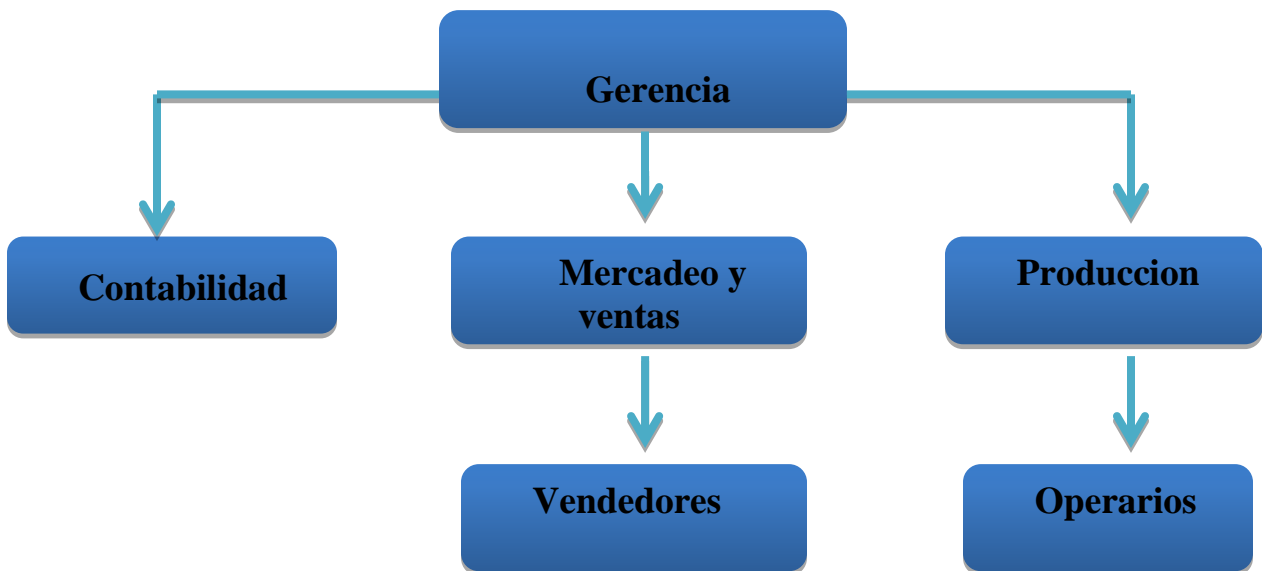 Gerencia
Contabilidad
Mercadeo y
ventas
Produccion
Vendedores
Operarios